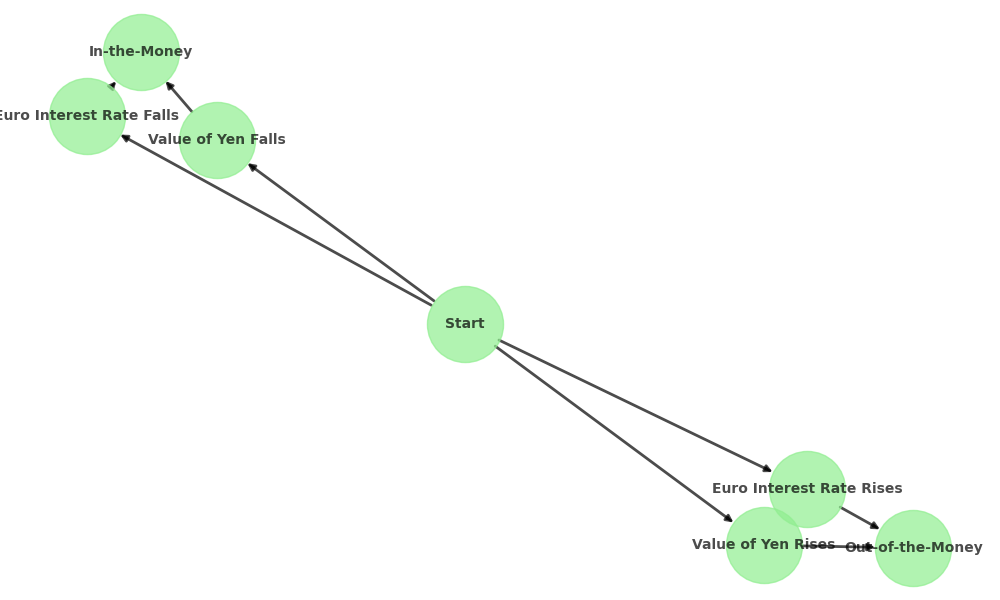 In-the-Money
Euro Interest Rate Falls
Value of Yen Falls
Start
Euro Interest Rate Rises
Value of Yen Rises
Out-of-the-Money